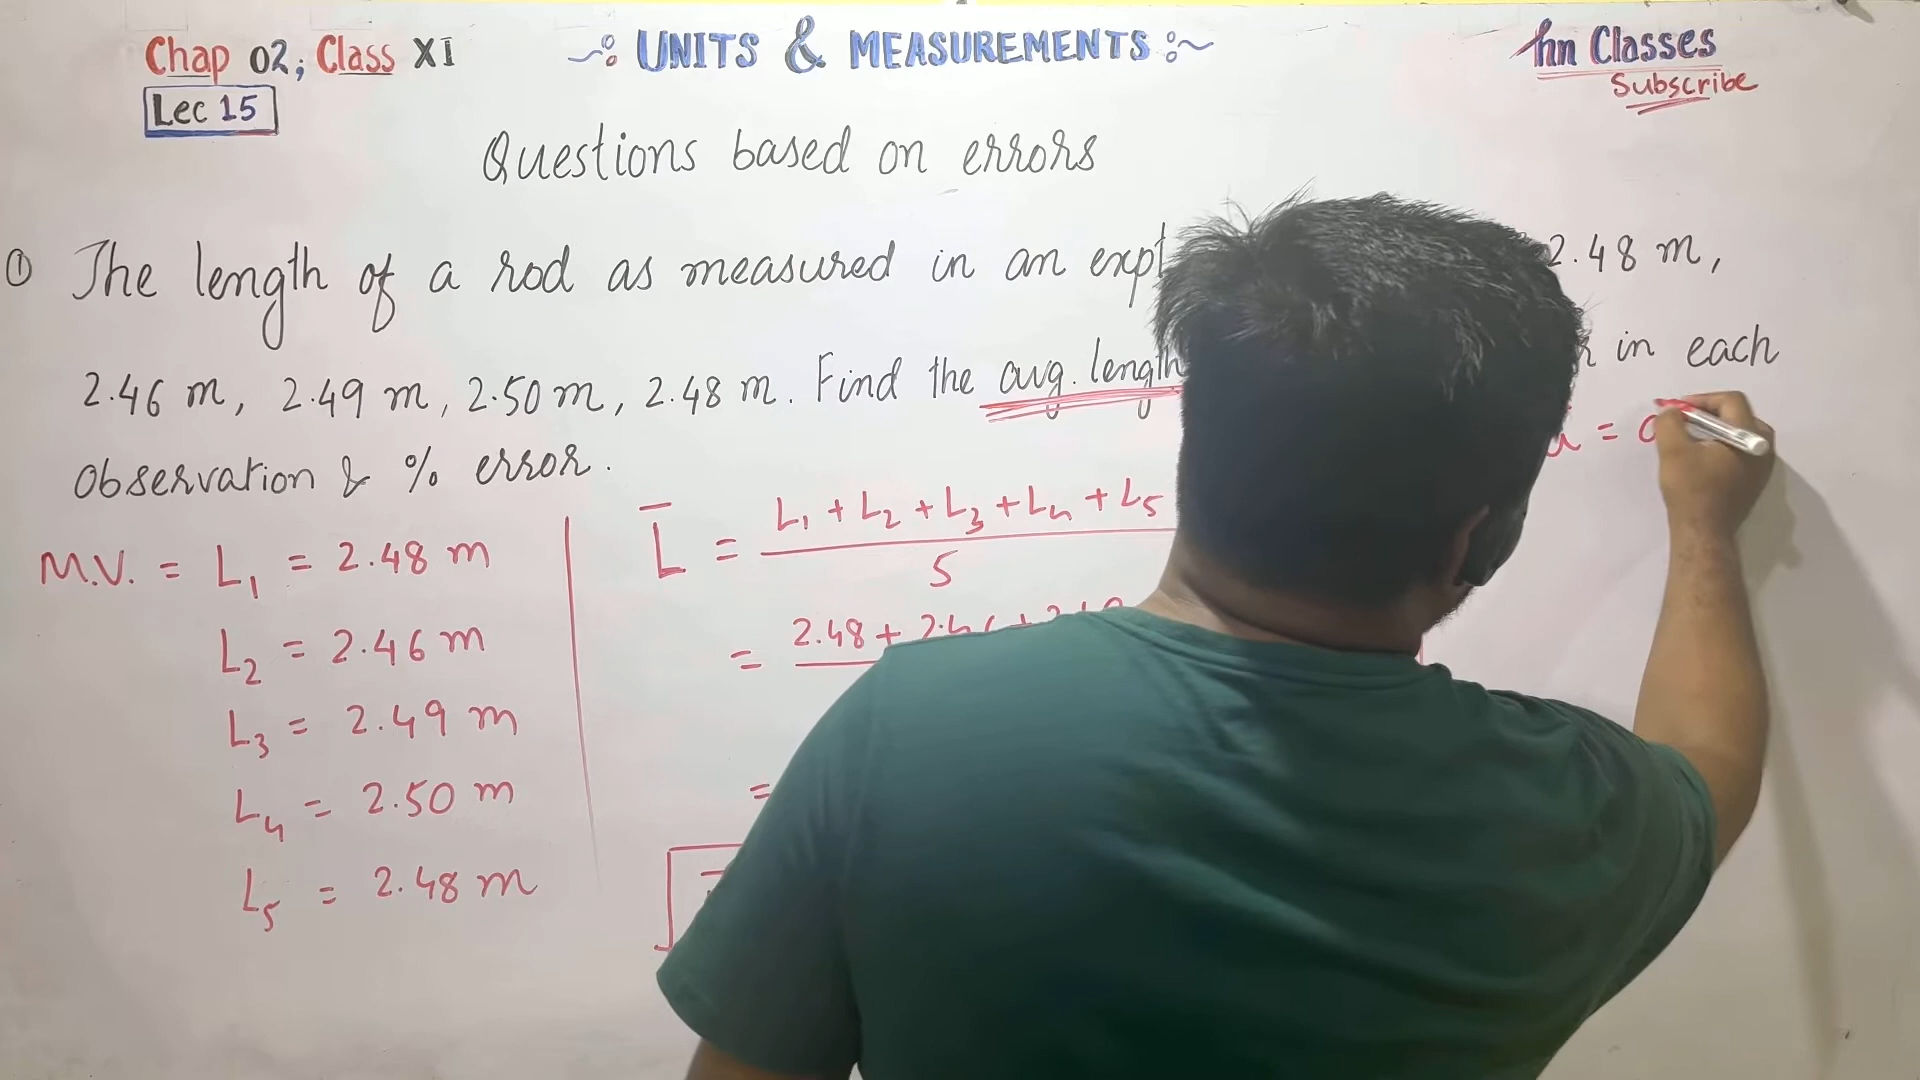 Chap 02; Class XI
Lec 15
~: UNITS & MEASUREMENTS :~
hn Classes
Subscribe
Questions based on errors
① The length of a rod as measured in an expt 2.48 m,
2.46 m, 2.49 m, 2.50 m, 2.48 m. Find the avg. length in each
observation & % error.
M.V. = L₁ = 2.48 m
L₂ = 2.46 m
L₃ = 2.49 m
L₄ = 2.50 m
L₅ = 2.48 m
L̅ = L₁ + L₂ + L₃ + L₄ + L₅
5
= 2.48 + 2.46 +
=
= a